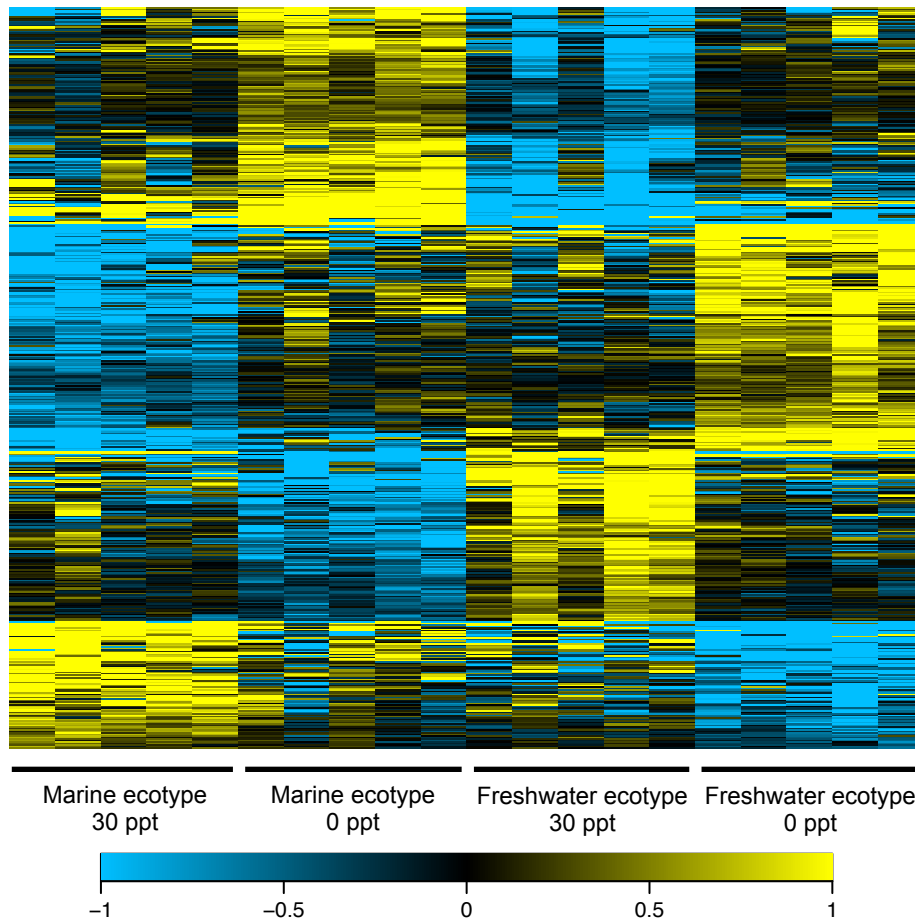 Marine ecotype Marine ecotype Freshwater ecotype Freshwater ecotype
30 ppt 0 ppt 30 ppt 0 ppt
−1 −0.5 0 0.5 1